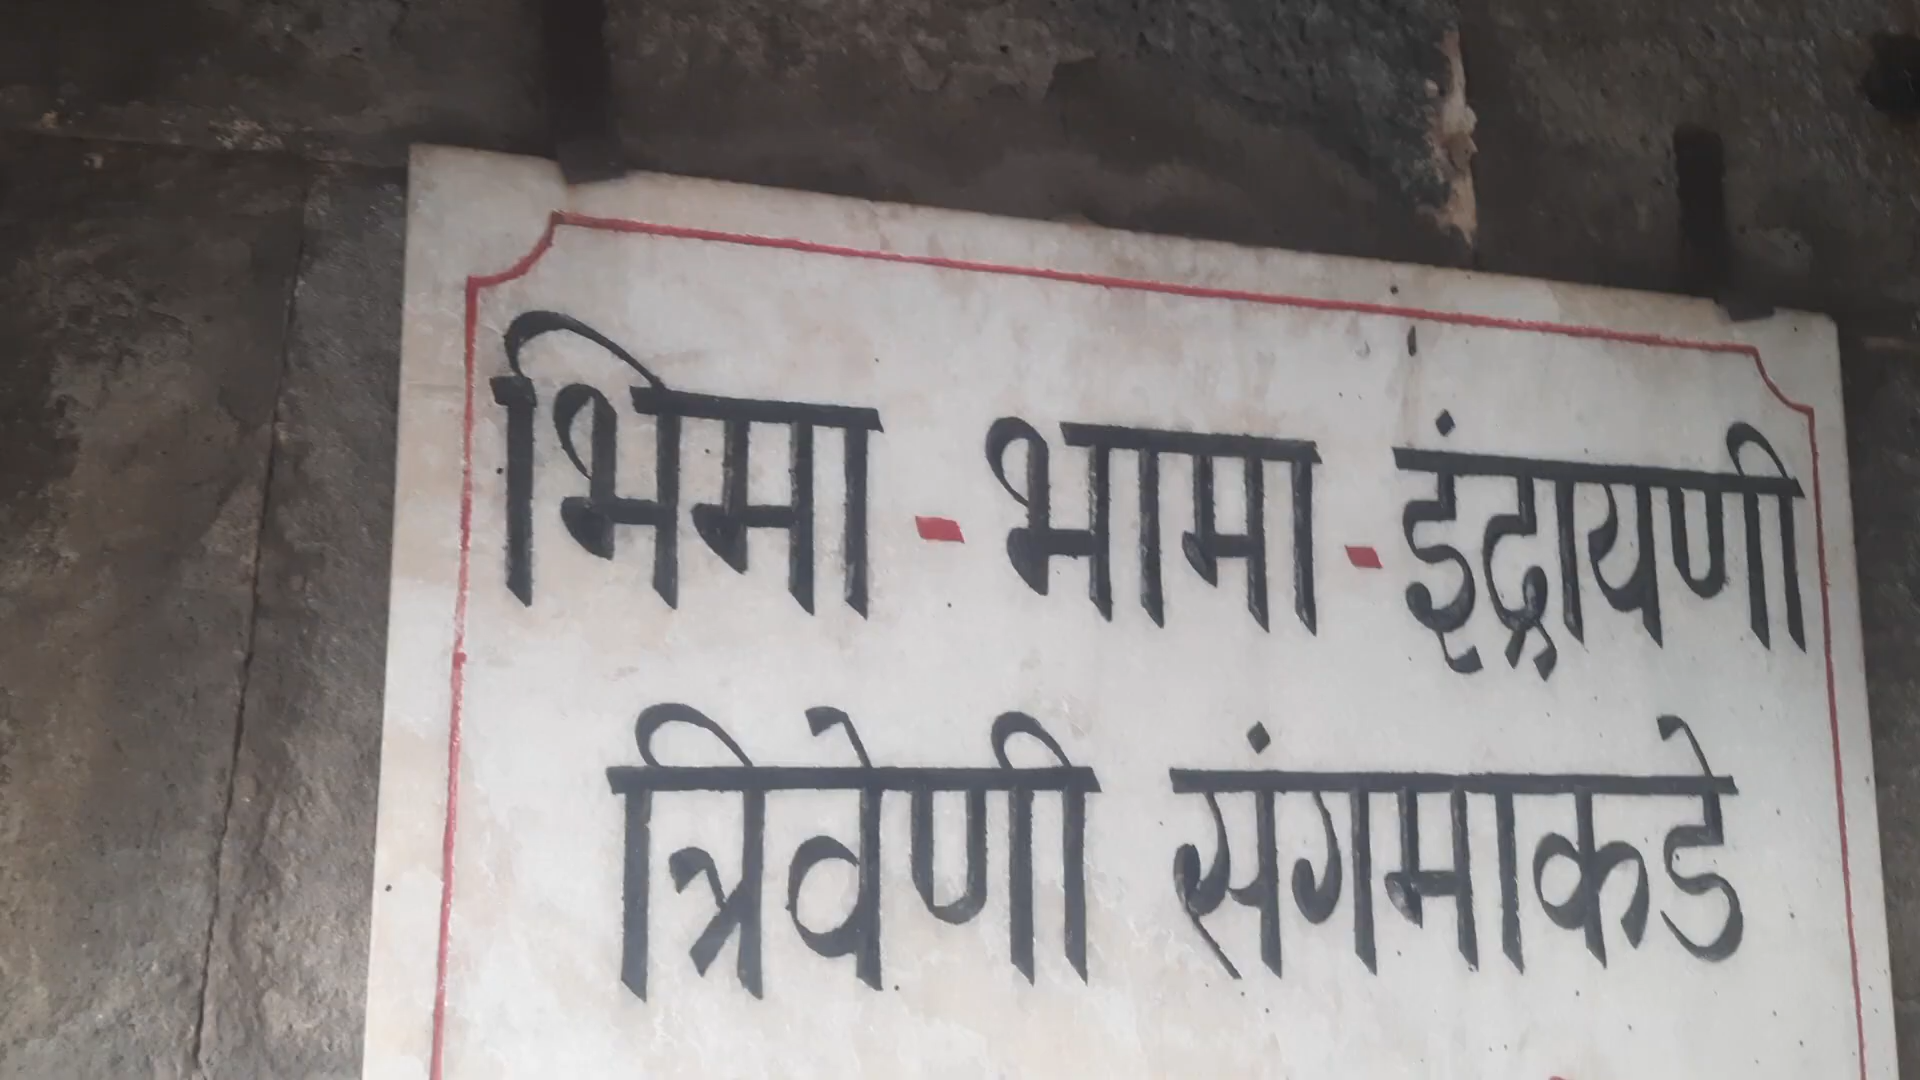 भिमा - भामा - इंद्रायणी
त्रिवेणी संगमाकडे